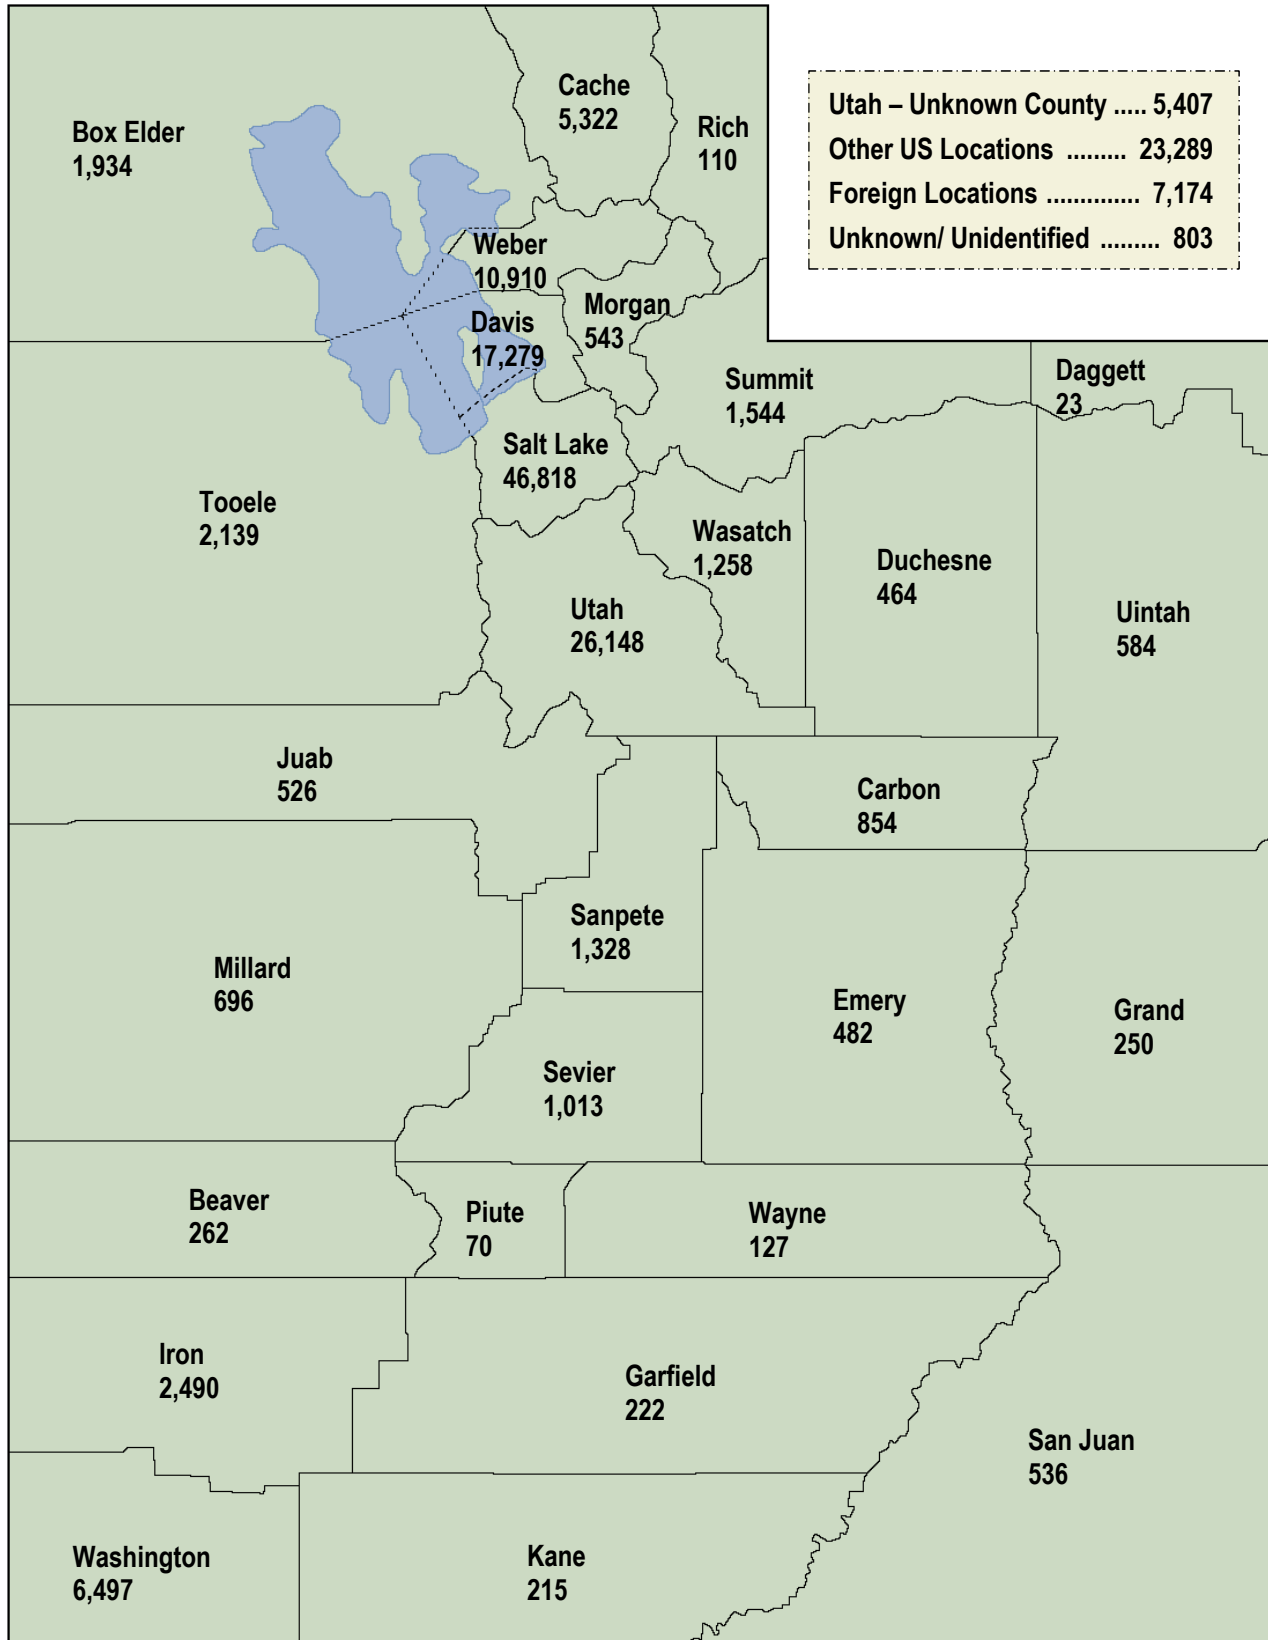 Cache
5,322
Box Elder
1,934
Rich
110
Utah – Unknown County ..... 5,407
Other US Locations ......... 23,289
Foreign Locations .............. 7,174
Unknown/ Unidentified ......... 803
Weber
10,910
Morgan
543
Davis
17,279
Summit
1,544
Daggett
23
Salt Lake
46,818
Tooele
2,139
Wasatch
1,258
Duchesne
464
Utah
26,148
Uintah
584
Juab
526
Carbon
854
Sanpete
1,328
Millard
696
Emery
482
Grand
250
Sevier
1,013
Beaver
262
Piute
70
Wayne
127
Iron
2,490
Garfield
222
San Juan
536
Washington
6,497
Kane
215